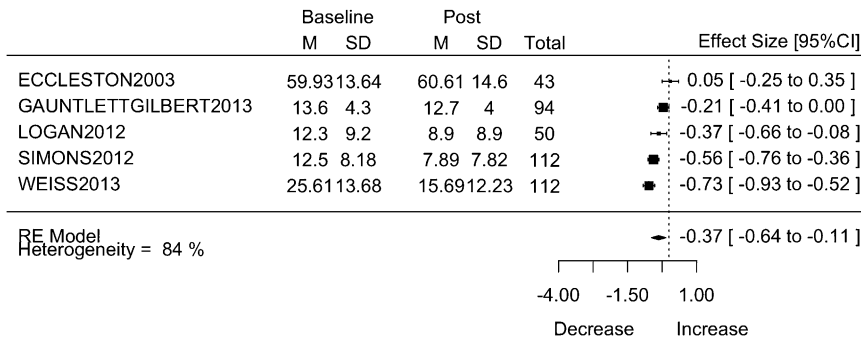 Baseline Post
M SD M SD Total Effect Size [95%CI]
ECCLESTON2003 59.93 13.64 60.61 14.6 43 0.05 [ -0.25 to 0.35 ]
GAUNTLETTGILBERT2013 13.6 4.3 12.7 4 94 -0.21 [ -0.41 to 0.00 ]
LOGAN2012 12.3 9.2 8.9 8.9 50 -0.37 [ -0.66 to -0.08 ]
SIMONS2012 12.5 8.18 7.89 7.82 112 -0.56 [ -0.76 to -0.36 ]
WEISS2013 25.61 13.68 15.69 12.23 112 -0.73 [ -0.93 to -0.52 ]
RE Model -0.37 [ -0.64 to -0.11 ]
Heterogeneity = 84 %
-4.00 -1.50 1.00
Decrease Increase